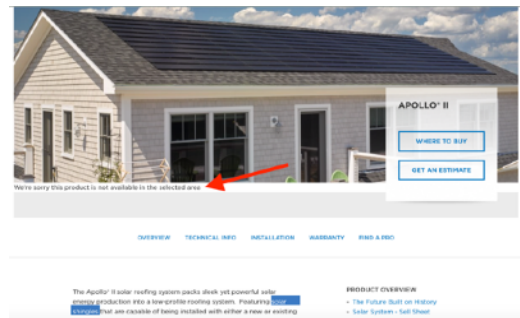 APOLLO® II
WHERE TO BUY
GET AN ESTIMATE
We're sorry this product is not available in the selected area
OVERVIEW TECHNICAL INFO INSTALLATION WARRANTY FIND A PRO
The Apollo® II solar roofing system packs sleek yet powerful solar
energy production into a low-profile roofing system. Featuring solar
shingles that are capable of being installed with either a new or existing
PRODUCT OVERVIEW
• The Future Built on History
• Solar System - Sell Sheet